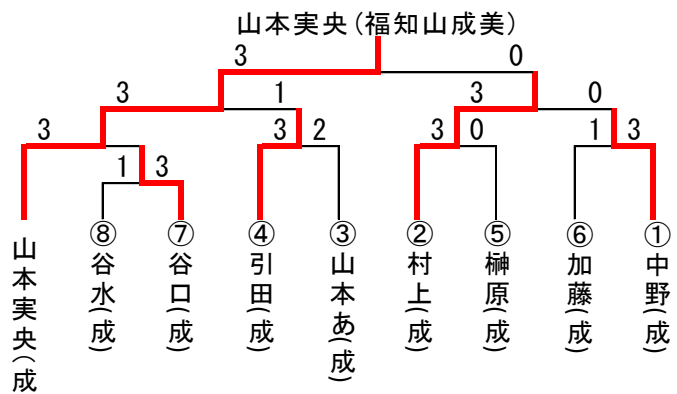 山本実央(福知山成美)
3 0
3 1 3 0
3 3 2 3 0 1 3
1 3
山本実央(成
⑧谷水(成)
⑦谷口(成)
④引田(成)
③山本あ(成)
②村上(成)
⑤榊原(成)
⑥加藤(成)
①中野(成)